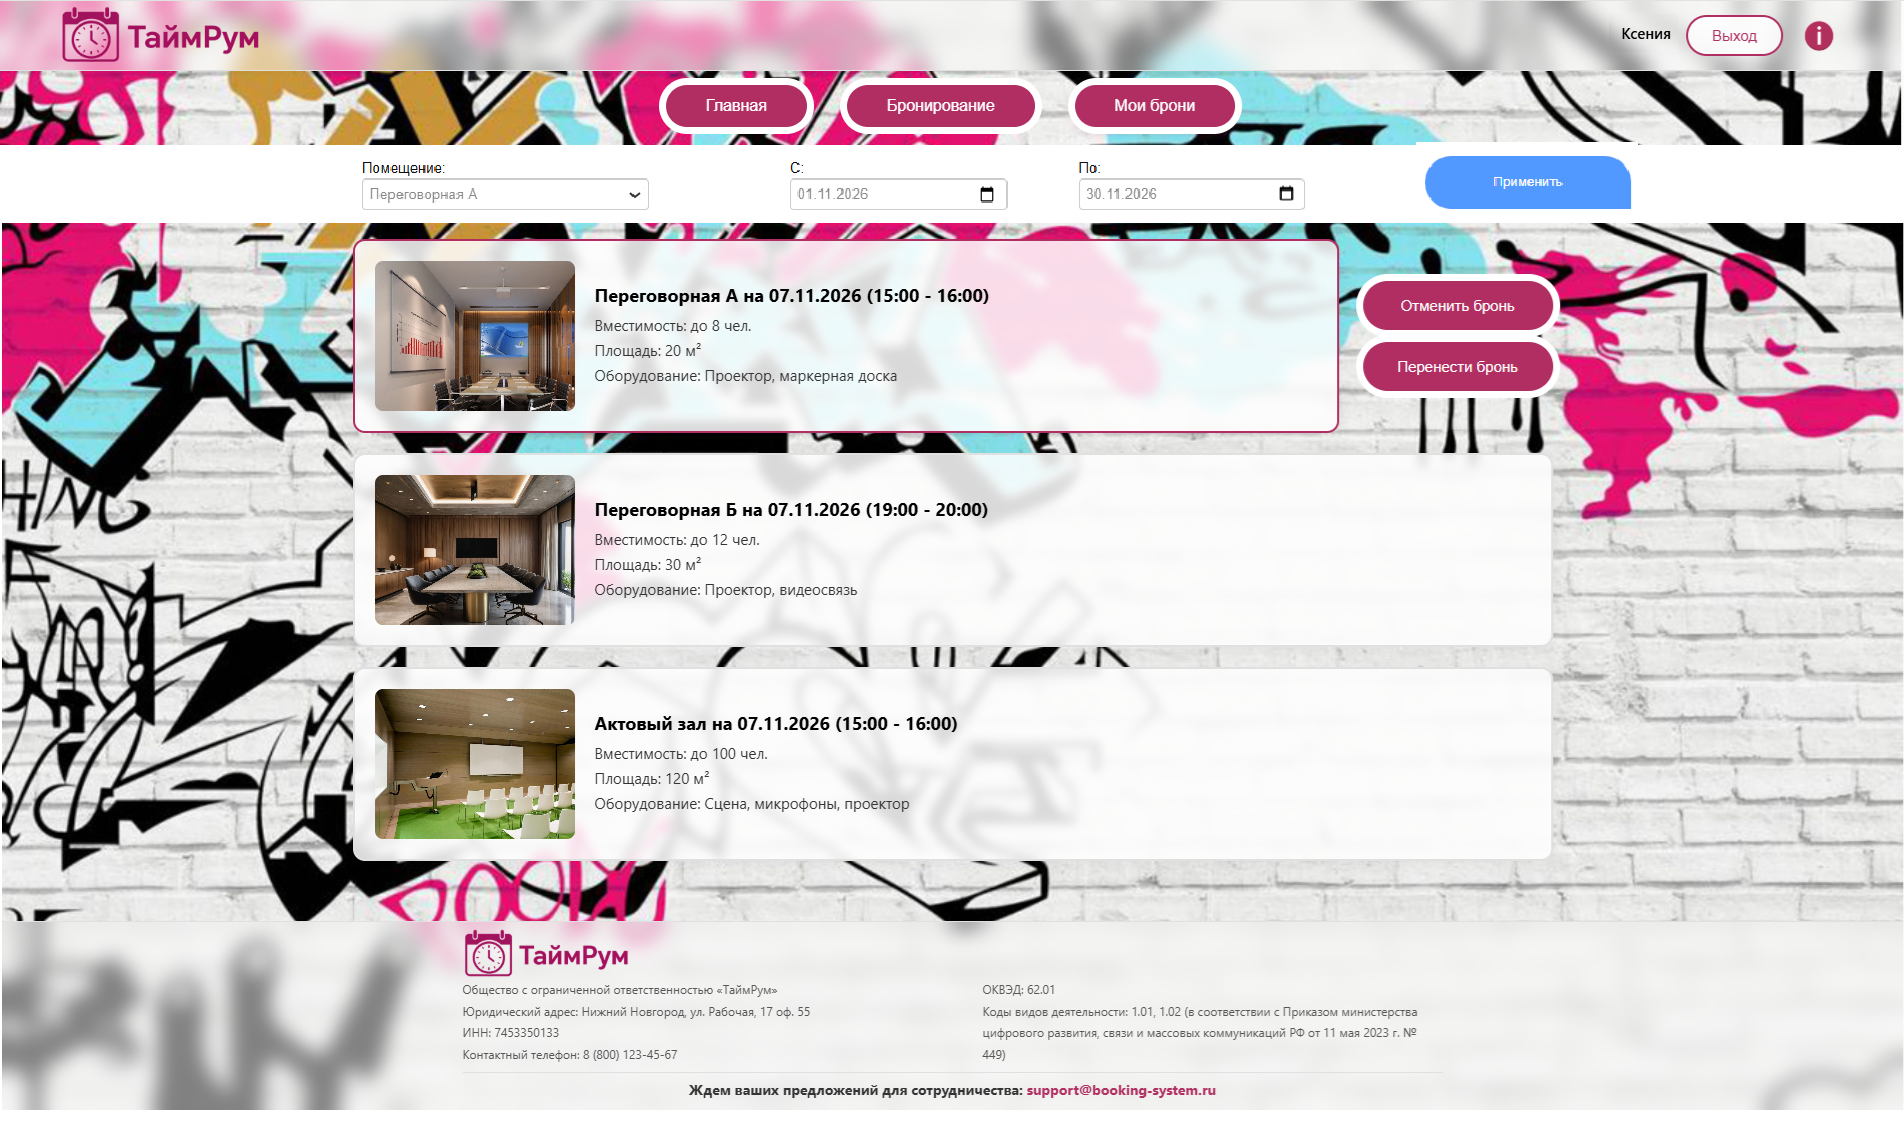 ТаймРум
Ксения
Выход
Главная
Бронирование
Мои брони
Помещение:
С:
По:
Переговорная А
01.11.2026
30.11.2026
Применить
Переговорная А на 07.11.2026 (15:00 - 16:00)
Вместимость: до 8 чел.
Площадь: 20 м²
Оборудование: Проектор, маркерная доска
Отменить бронь
Перенести бронь
Переговорная Б на 07.11.2026 (19:00 - 20:00)
Вместимость: до 12 чел.
Площадь: 30 м²
Оборудование: Проектор, видеосвязь
Актовый зал на 07.11.2026 (15:00 - 16:00)
Вместимость: до 100 чел.
Площадь: 120 м²
Оборудование: Сцена, микрофоны, проектор
ТаймРум
Общество с ограниченной ответственностью «ТаймРум»
Юридический адрес: Нижний Новгород, ул. Рабочая, 17 оф. 55
ИНН: 7453350133
Контактный телефон: 8 (800) 123-45-67
ОКВЭД: 62.01
Коды видов деятельности: 1.01, 1.02 (в соответствии с Приказом министерства
цифрового развития, связи и массовых коммуникаций РФ от 11 мая 2023 г. №
449)
Ждем ваших предложений для сотрудничества: support@booking-system.ru